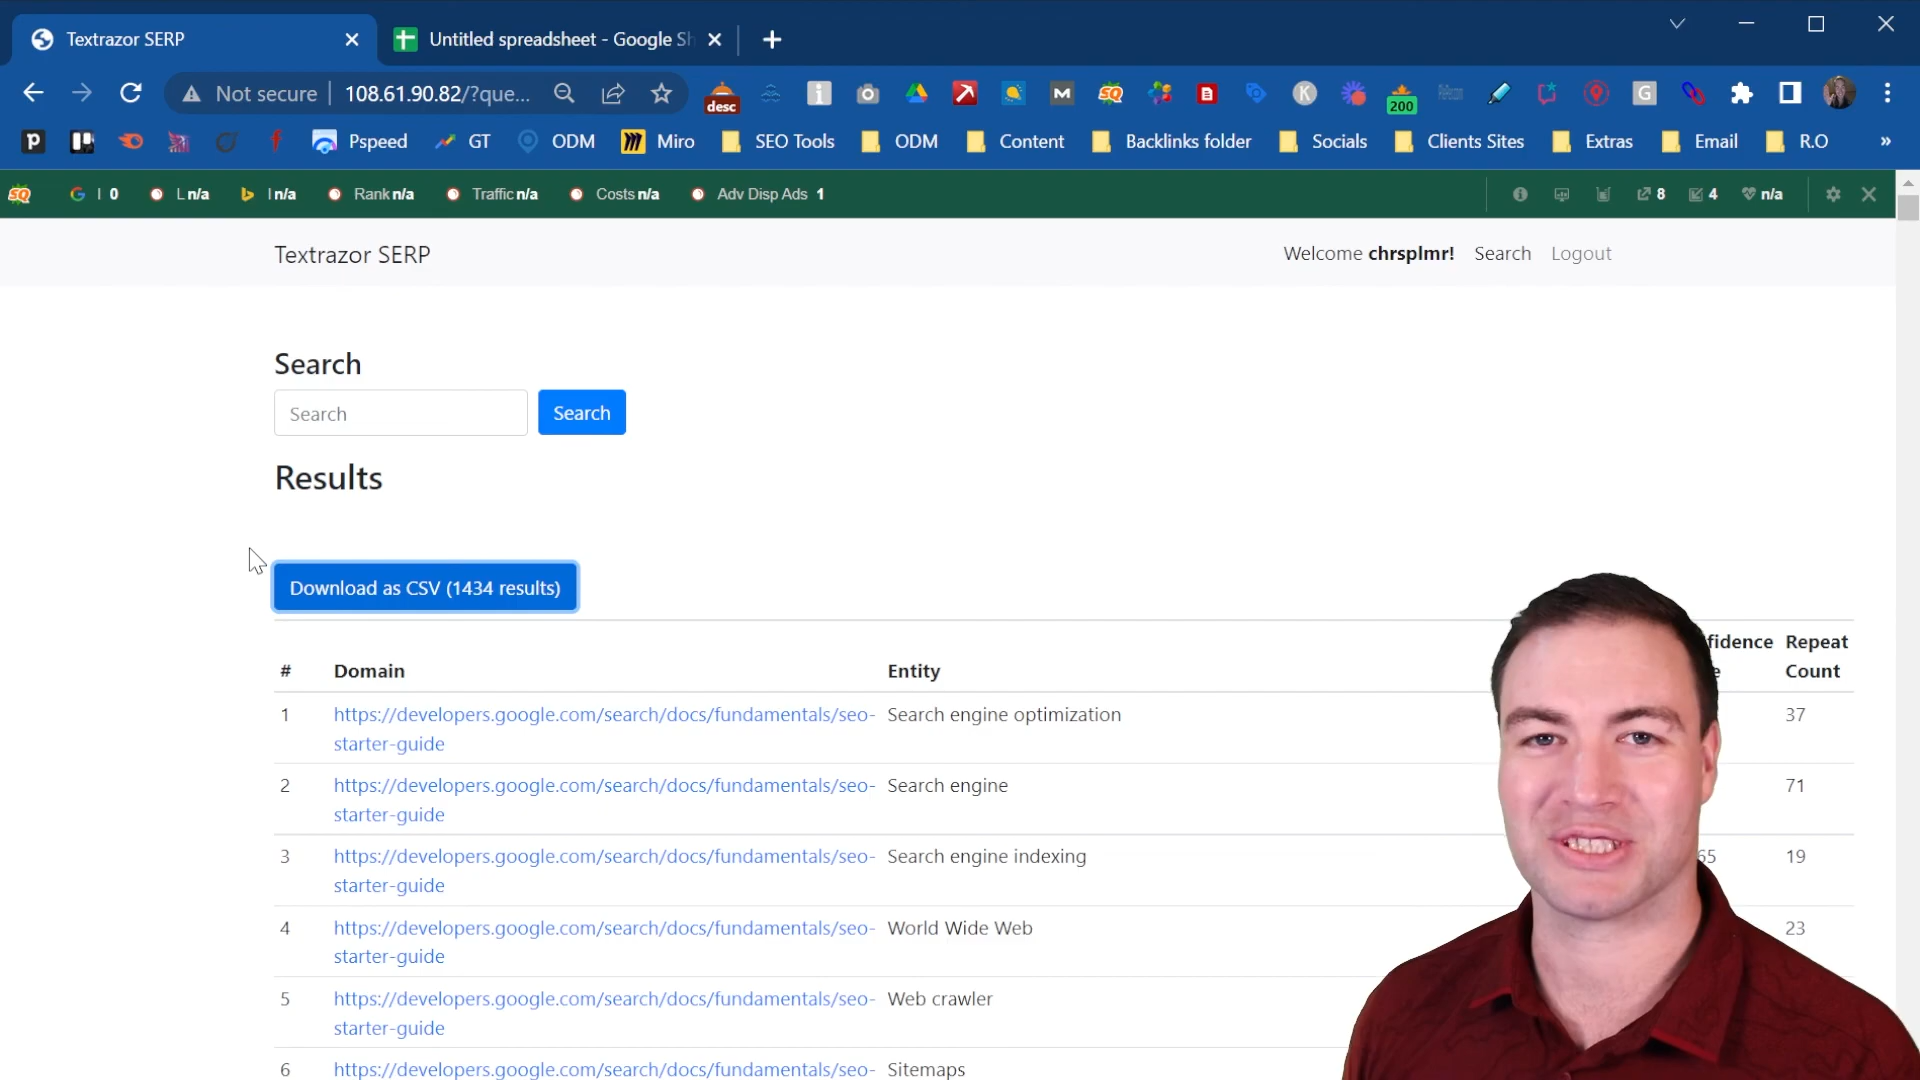 Textrazor SERP
Untitled spreadsheet - Google Sh
Not secure
108.61.90.82/?que...
desc
200
Pspeed
GT
ODM
Miro
SEO Tools
ODM
Content
Backlinks folder
Socials
Clients Sites
Extras
Email
R.O
»
SQ
G I 0
L n/a
I n/a
Rank n/a
Traffic n/a
Costs n/a
Adv Disp Ads 1
8
4
n/a
Textrazor SERP
Welcome chrsplmr!
Search
Logout
Search
Search
Search
Results
Download as CSV (1434 results)
# Domain Entity fidence Repeat
Count
1 https://developers.google.com/search/docs/fundamentals/seo- Search engine optimization 37
starter-guide
2 https://developers.google.com/search/docs/fundamentals/seo- Search engine 71
starter-guide
3 https://developers.google.com/search/docs/fundamentals/seo- Search engine indexing 65 19
starter-guide
4 https://developers.google.com/search/docs/fundamentals/seo- World Wide Web 23
starter-guide
5 https://developers.google.com/search/docs/fundamentals/seo- Web crawler
starter-guide
6 https://developers.google.com/search/docs/fundamentals/seo- Sitemaps